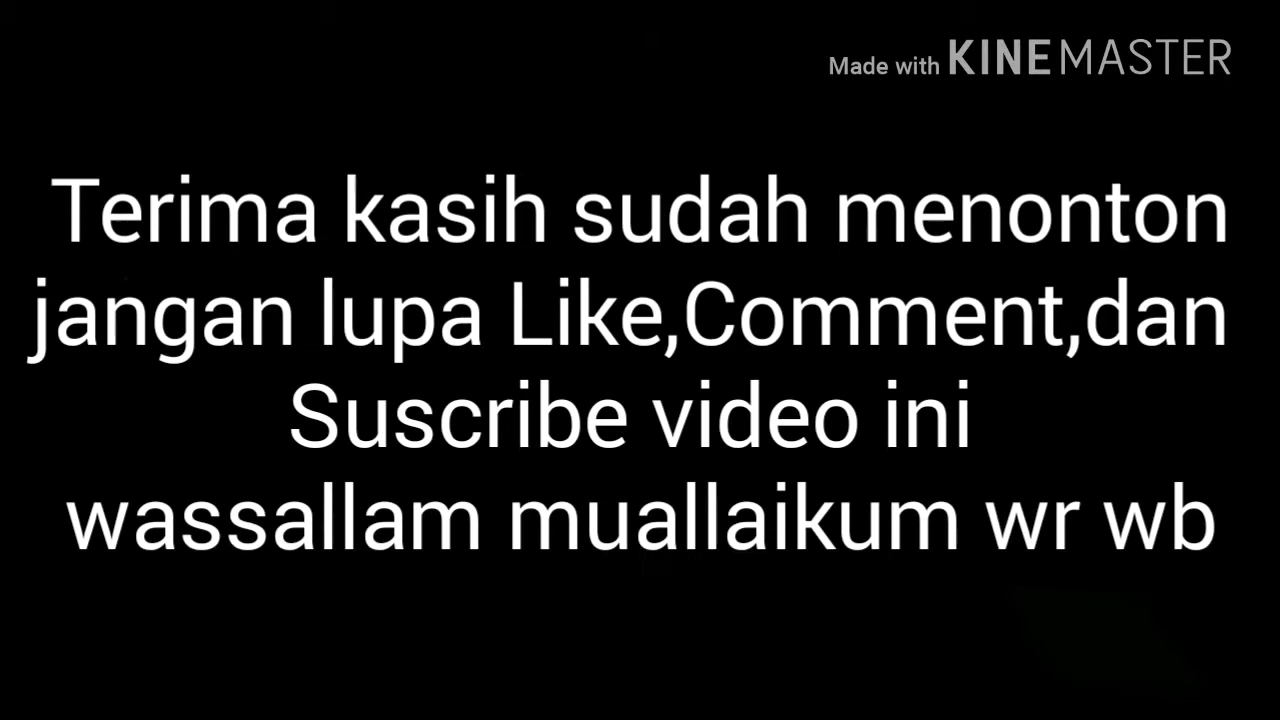 Made with KINEMASTER
Terima kasih sudah menonton
jangan lupa Like,Comment,dan
Suscribe video ini
wassallam muallaikum wr wb